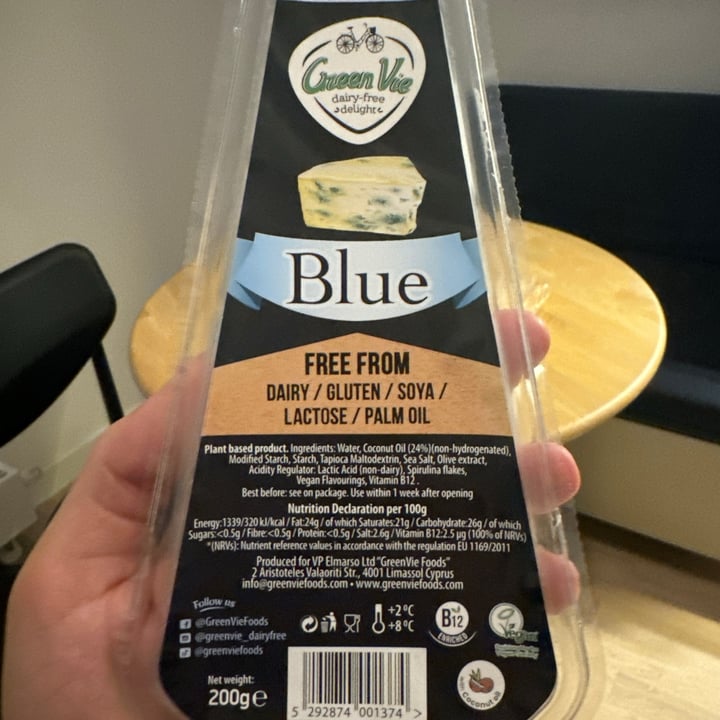 Green Vie
dairy-free
delight
Blue
FREE FROM
DAIRY / GLUTEN / SOYA /
LACTOSE / PALM OIL
Plant based product. Ingredients: Water, Coconut Oil (24%)(non-hydrogenated),
Modified Starch, Starch, Tapioca Maltodextrin, Sea Salt, Olive extract,
Acidity Regulator: Lactic Acid (non-dairy), Spirulina flakes,
Vegan Flavourings, Vitamin B12 .
Best before: see on package. Use within 1 week after opening
Nutrition Declaration per 100g
Energy:1339/320 kJ/kcal / Fat:24g / of which Saturates:21g / Carbohydrate:26g / of which
Sugars:<0.5g / Fibre:<0.5g / Protein:<0.5g / Salt:2.6g / Vitamin B12:2.5 µg (100% of NRVs)
*(NRVs): Nutrient reference values in accordance with the regulation EU 1169/2011
Produced for VP Elmarso Ltd "GreenVie Foods"
2 Aristoteles Valaoriti Str., 4001 Limassol Cyprus
info@greenviefoods.com • www.greenviefoods.com
Follow us
@GreenVieFoods
@greenvie_dairyfree
@greenviefoods
+2°C
+8°C
B12
ENRICHED
Vegan
Net weight:
200g e
with Coconut oil
5 292874 001374 >